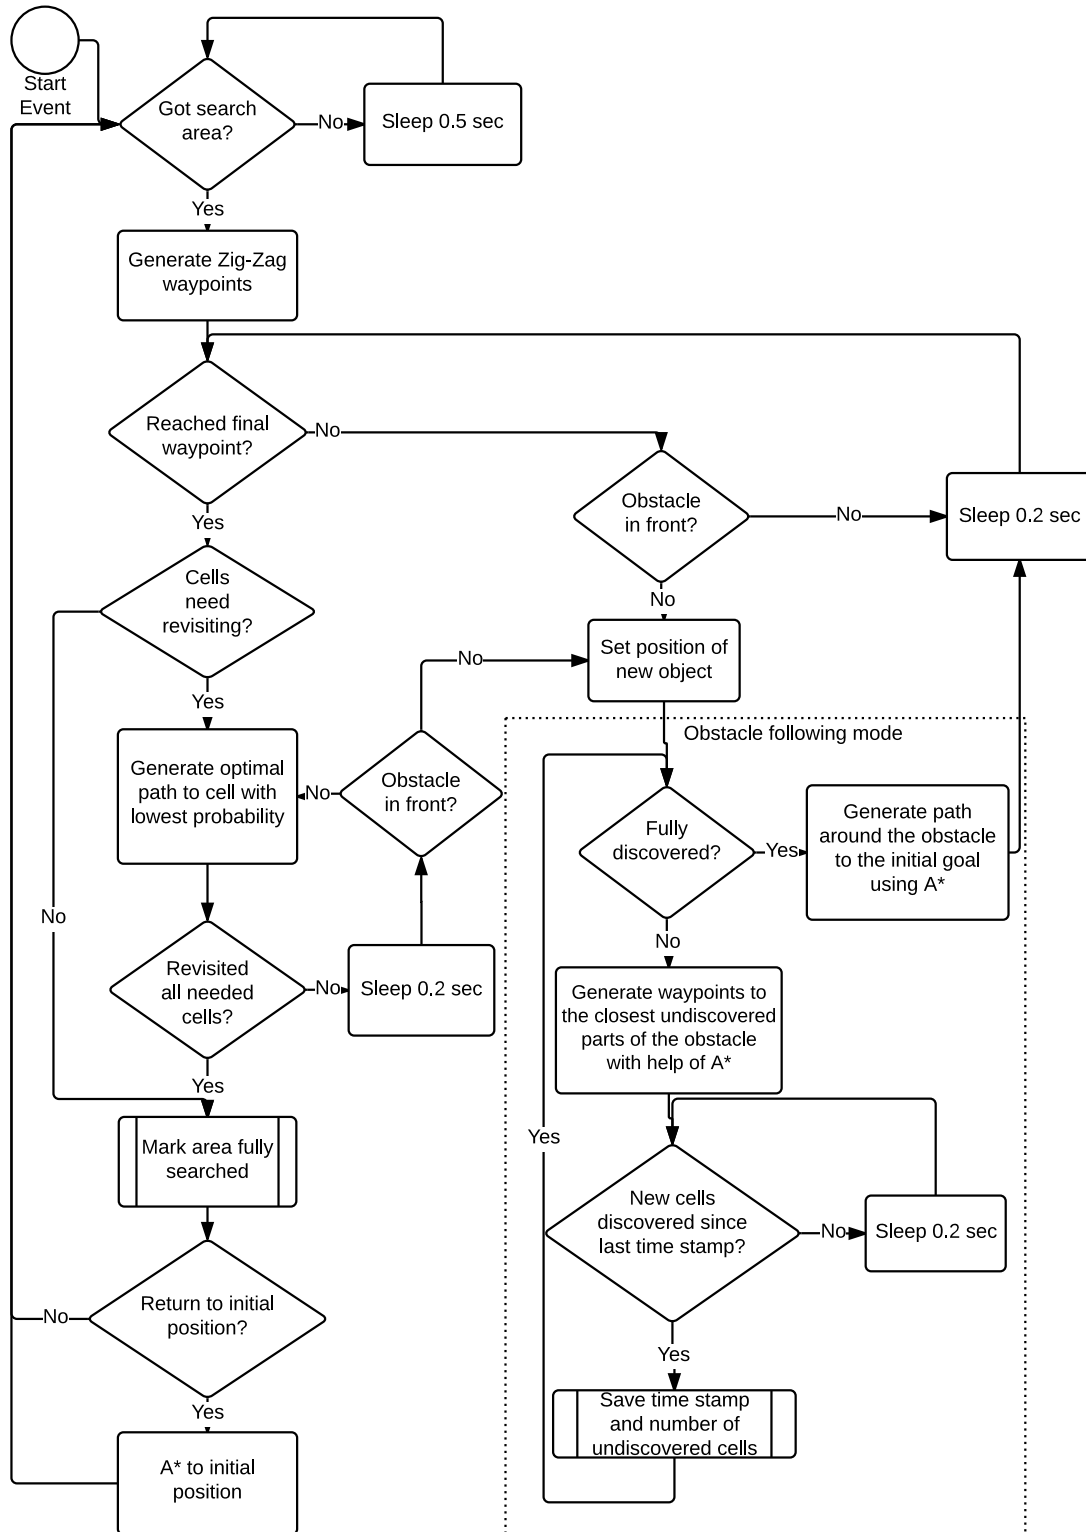 Start
Event
Got search
area?
No
Sleep 0.5 sec
Yes
Generate Zig-Zag
waypoints
Reached final
waypoint?
No
Obstacle
in front?
No
Sleep 0.2 sec
Yes
No
Cells
need
revisiting?
Set position of
new object
No
Yes
Obstacle following mode
Generate optimal
path to cell with
lowest probability
No
Obstacle
in front?
Fully
discovered?
Yes
Generate path
around the obstacle
to the initial goal
using A*
No
No
Revisited
all needed
cells?
No
Sleep 0.2 sec
Generate waypoints to
the closest undiscovered
parts of the obstacle
with help of A*
Yes
Yes
Mark area fully
searched
New cells
discovered since
last time stamp?
No
Sleep 0.2 sec
Return to initial
position?
No
Yes
Yes
Save time stamp
and number of
undiscovered cells
A* to initial
position